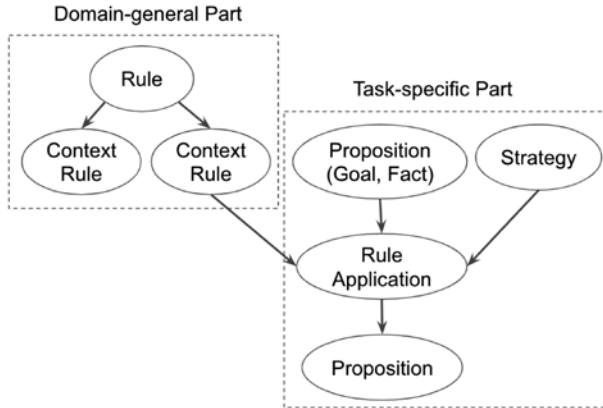 Domain-general Part
Rule
Context
Rule
Context
Rule
Task-specific Part
Proposition
(Goal, Fact)
Strategy
Rule
Application
Proposition